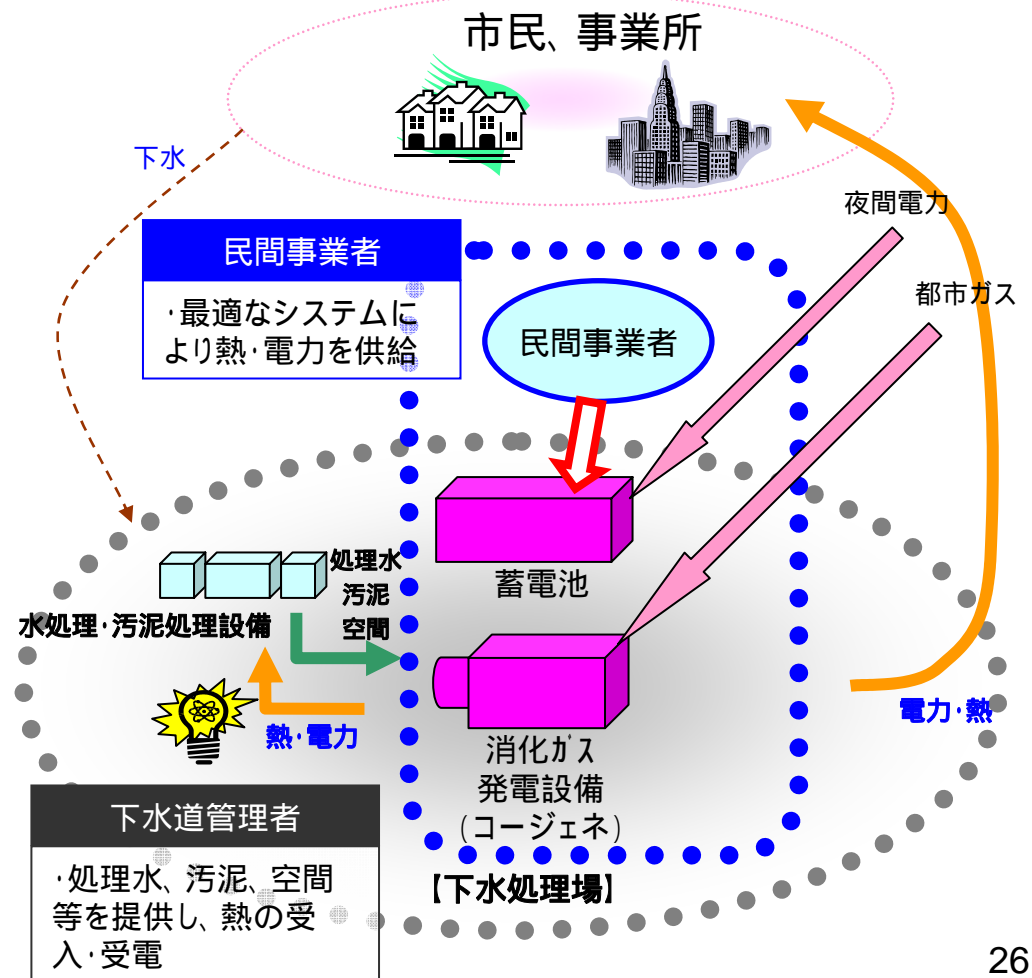 市民、事業所
下水
夜間電力
民間事業者
・最適なシステムに
より熱・電力を供給
民間事業者
都市ガス
蓄電池
処理水
汚泥
空間
水処理・汚泥処理設備
熱・電力
電力・熱
消化ガス
発電設備
(コージェネ)
下水道管理者
・処理水、汚泥、空間
等を提供し、熱の受
入・受電
【下水処理場】
26